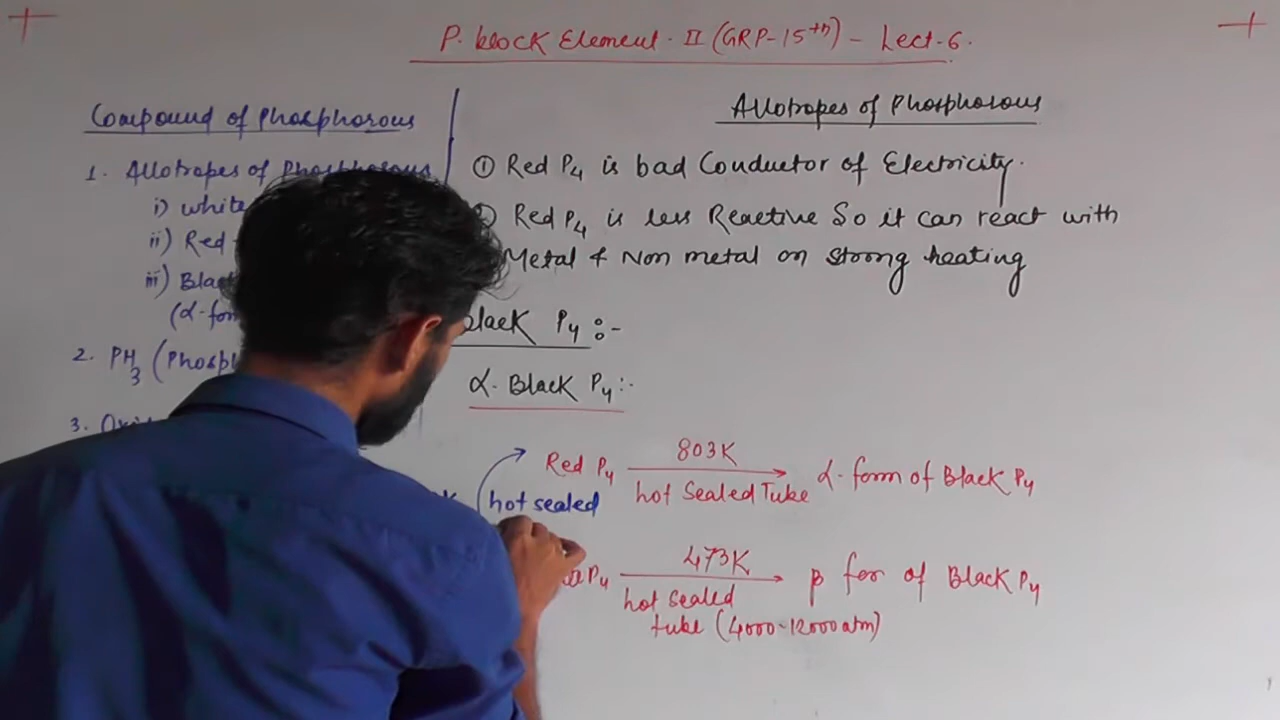 P. block Element. II (GRP-15th) - Lect.6.
Compound of Phosphorous
1. Allotropes of Phosphorous
i) white
ii) Red
iii) Black
(α-form
2. PH3 (Phosph
3. Oxi
Allotropes of Phosphorous
① Red P4 is bad Conductor of Electricity.
Red P4 is less Reactive So it can react with
Metal & Non metal on strong heating
Black P4 :-
α. Black P4 :-
Red P4 803K hot Sealed Tube α. form of Black P4
hot sealed
P4 473K hot sealed β for of Black P4
tube (4000-12000 atm)